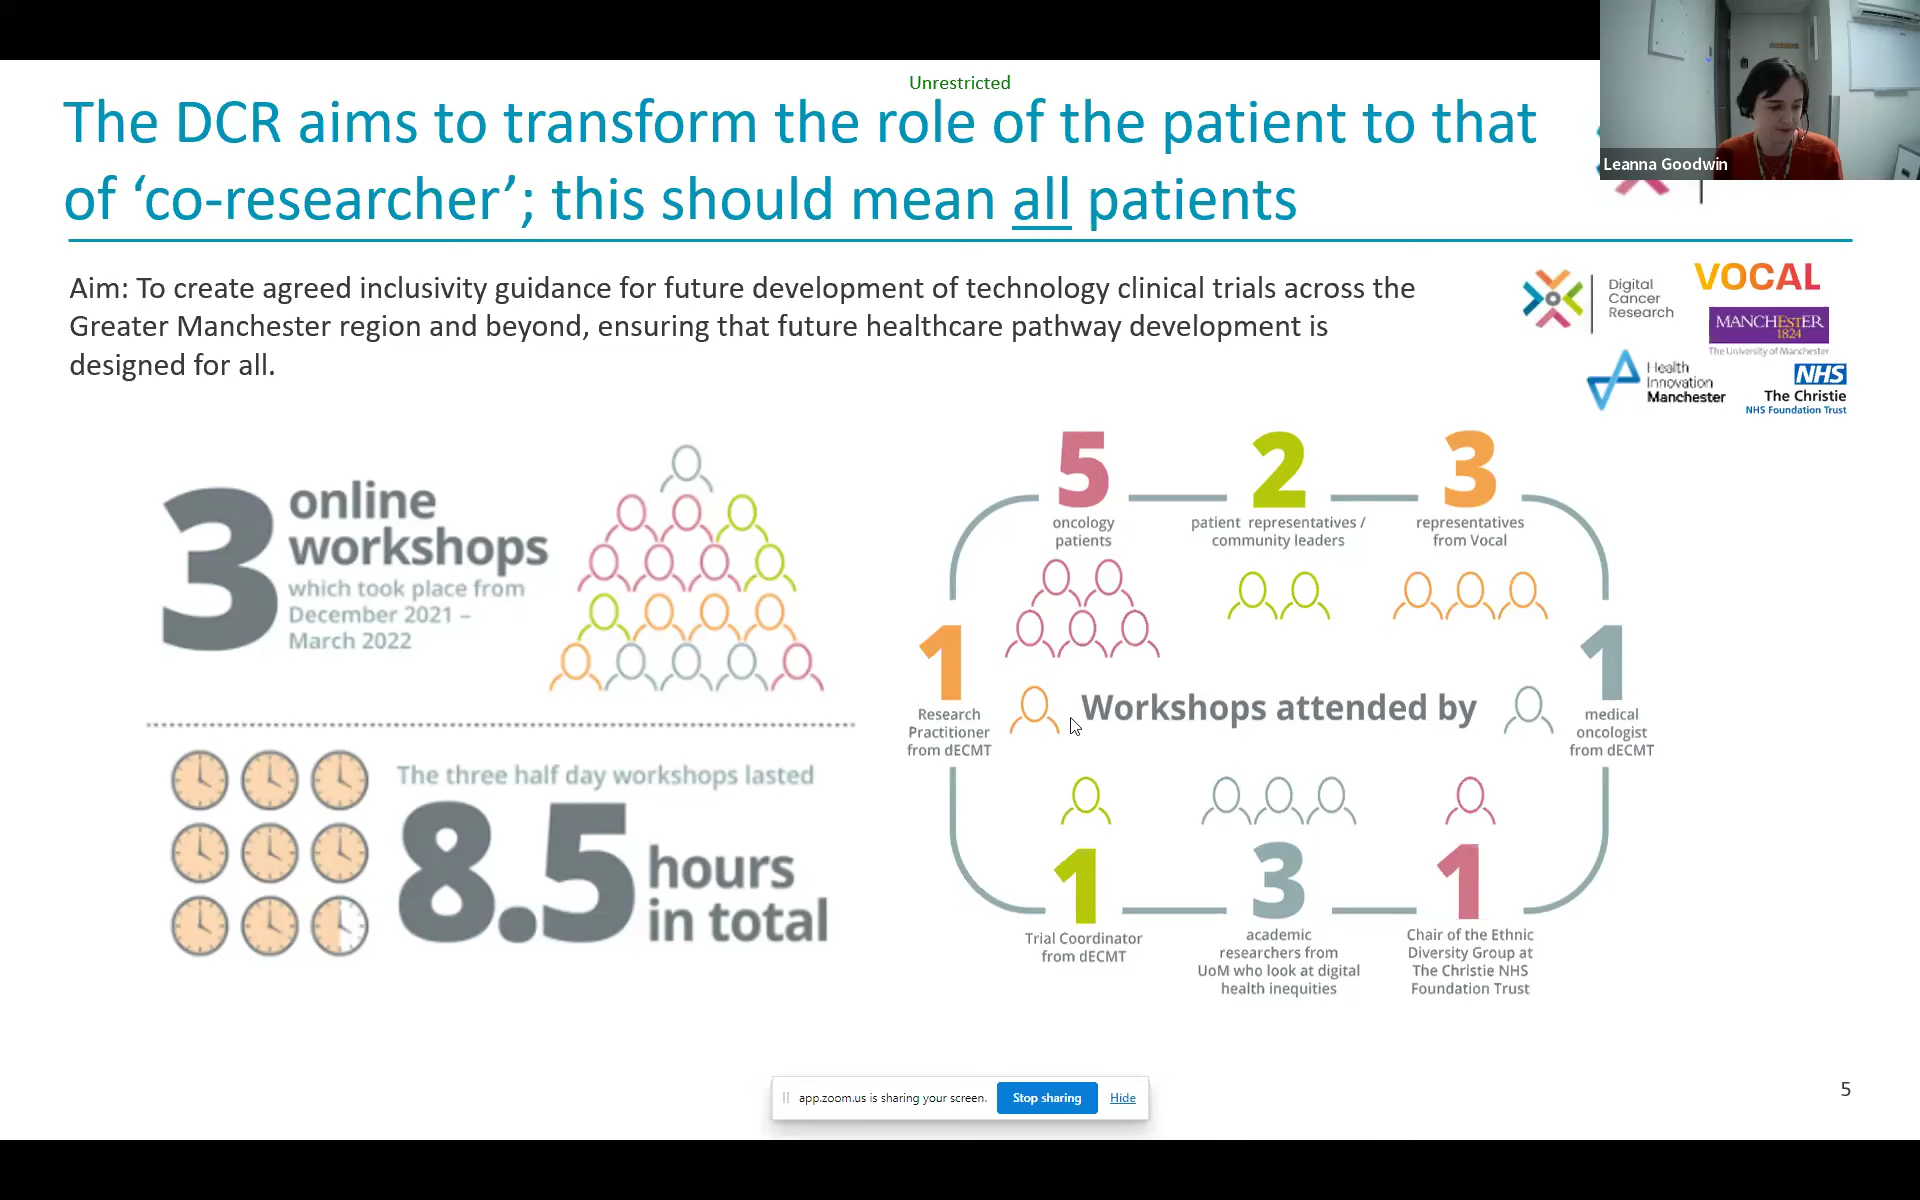 Unrestricted
The DCR aims to transform the role of the patient to that
of ‘co-researcher’; this should mean all patients
Leanna Goodwin
Aim: To create agreed inclusivity guidance for future development of technology clinical trials across the
Greater Manchester region and beyond, ensuring that future healthcare pathway development is
designed for all.
Digital
Cancer
Research
VOCAL
MANCHESTER
1824
The University of Manchester
Health
Innovation
Manchester
NHS
The Christie
NHS Foundation Trust
3
online
workshops
which took place from
December 2021 –
March 2022
The three half day workshops lasted
8.5
hours
in total
5
oncology
patients
2
patient representatives /
community leaders
3
representatives
from Vocal
1
Research
Practitioner
from dECMT
Workshops attended by
1
medical
oncologist
from dECMT
1
Trial Coordinator
from dECMT
3
academic
researchers from
UoM who look at digital
health inequities
1
Chair of the Ethnic
Diversity Group at
The Christie NHS
Foundation Trust
app.zoom.us is sharing your screen.
Stop sharing
Hide
5